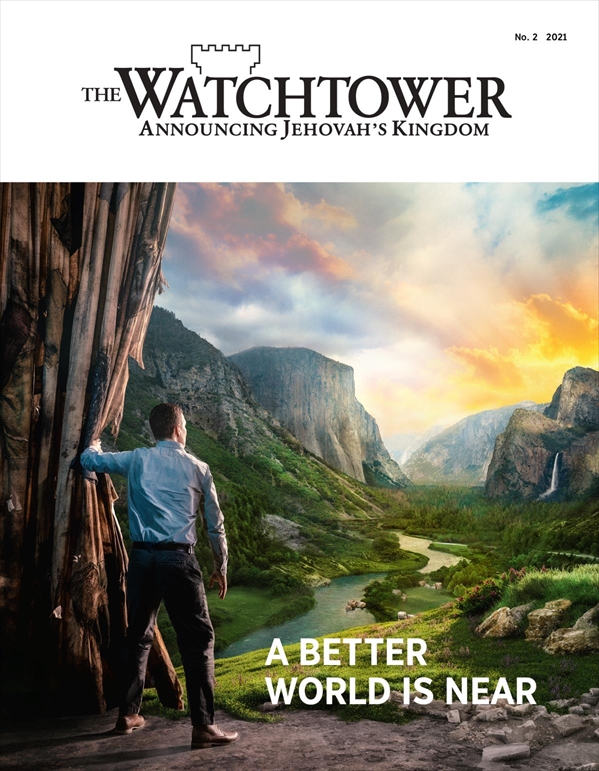 No. 2 2021
THE WATCHTOWER
ANNOUNCING JEHOVAH'S KINGDOM
A BETTER
WORLD IS NEAR